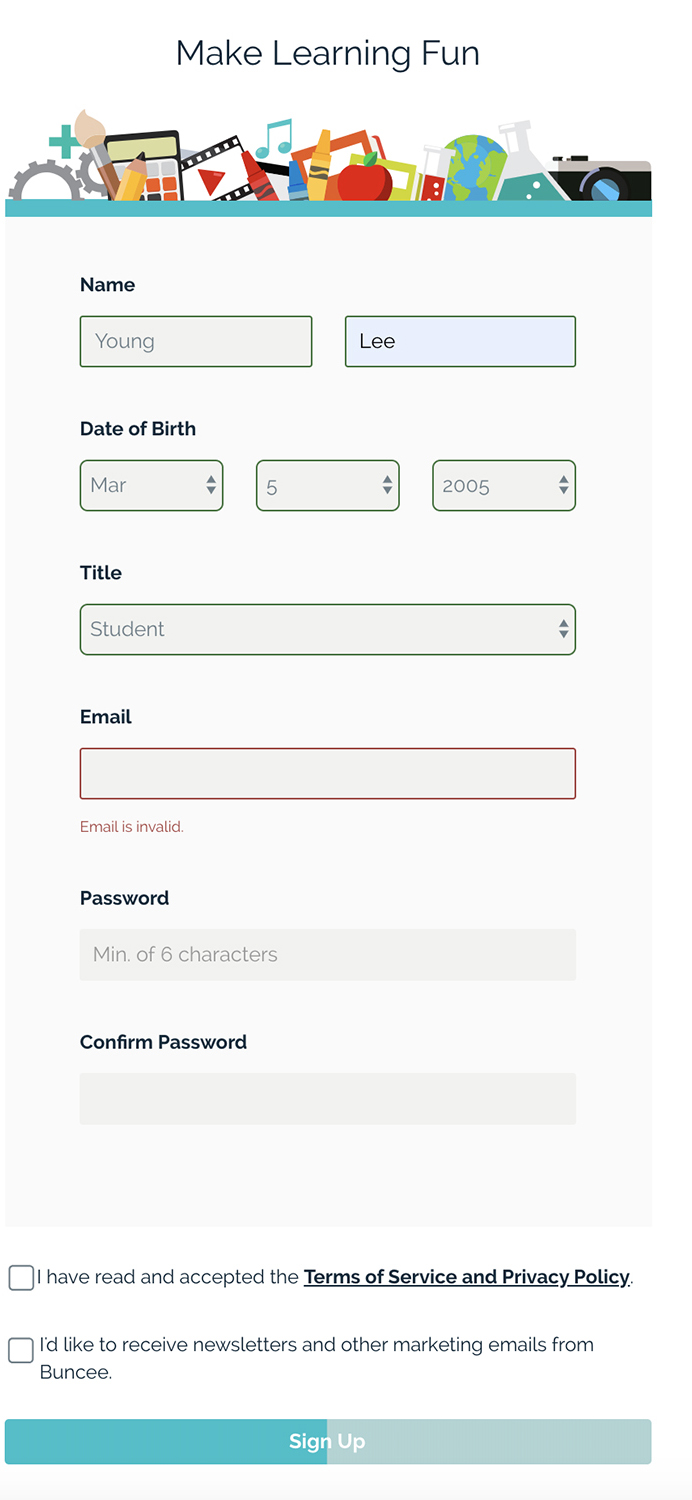 Make Learning Fun
Name
Young Lee
Date of Birth
Mar 5 2005
Title
Student
Email
Email is invalid.
Password
Min. of 6 characters
Confirm Password
I have read and accepted the Terms of Service and Privacy Policy.
I'd like to receive newsletters and other marketing emails from
Buncee.
Sign Up